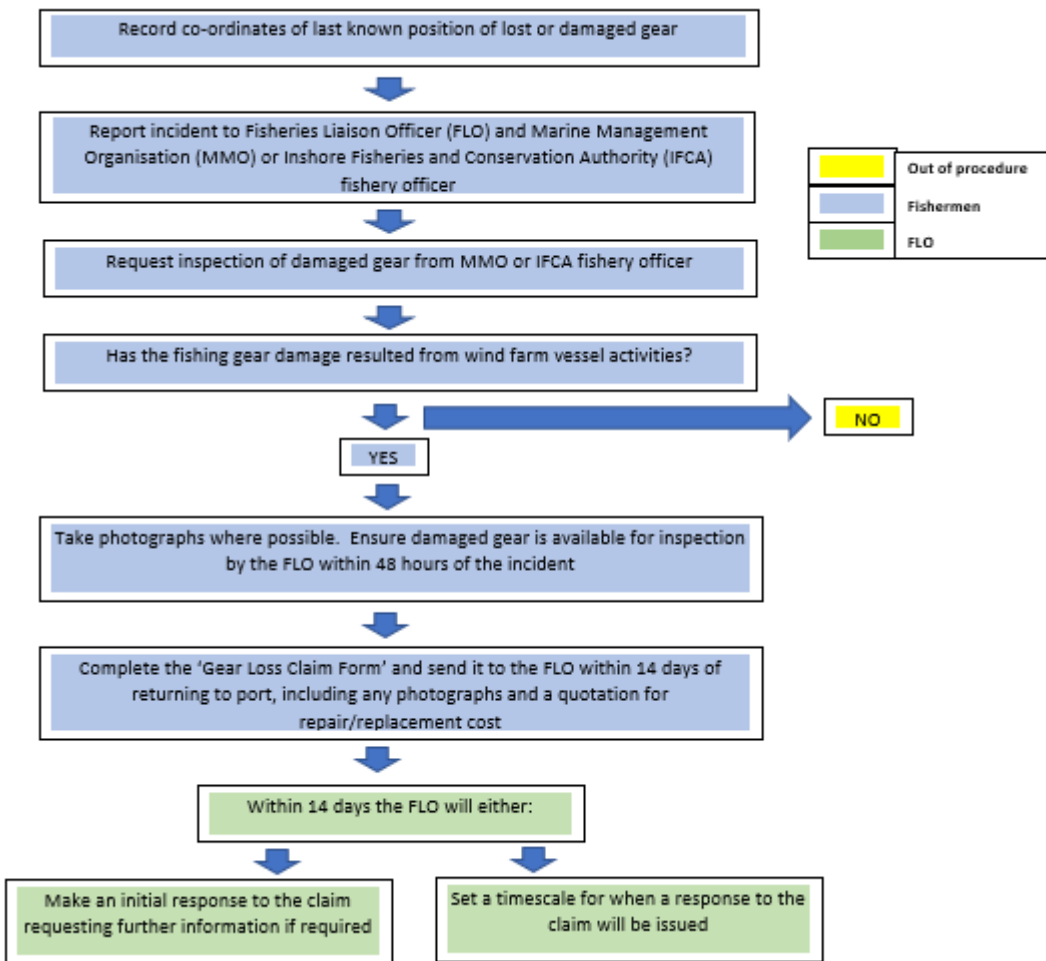 Record co-ordinates of last known position of lost or damaged gear
Report incident to Fisheries Liaison Officer (FLO) and Marine Management
Organisation (MMO) or Inshore Fisheries and Conservation Authority (IFCA)
fishery officer
Out of procedure
Fishermen
FLO
Request inspection of damaged gear from MMO or IFCA fishery officer
Has the fishing gear damage resulted from wind farm vessel activities?
NO
YES
Take photographs where possible.  Ensure damaged gear is available for inspection
by the FLO within 48 hours of the incident
Complete the ‘Gear Loss Claim Form’ and send it to the FLO within 14 days of
returning to port, including any photographs and a quotation for
repair/replacement cost
Within 14 days the FLO will either:
Make an initial response to the claim
requesting further information if required
Set a timescale for when a response to the
claim will be issued